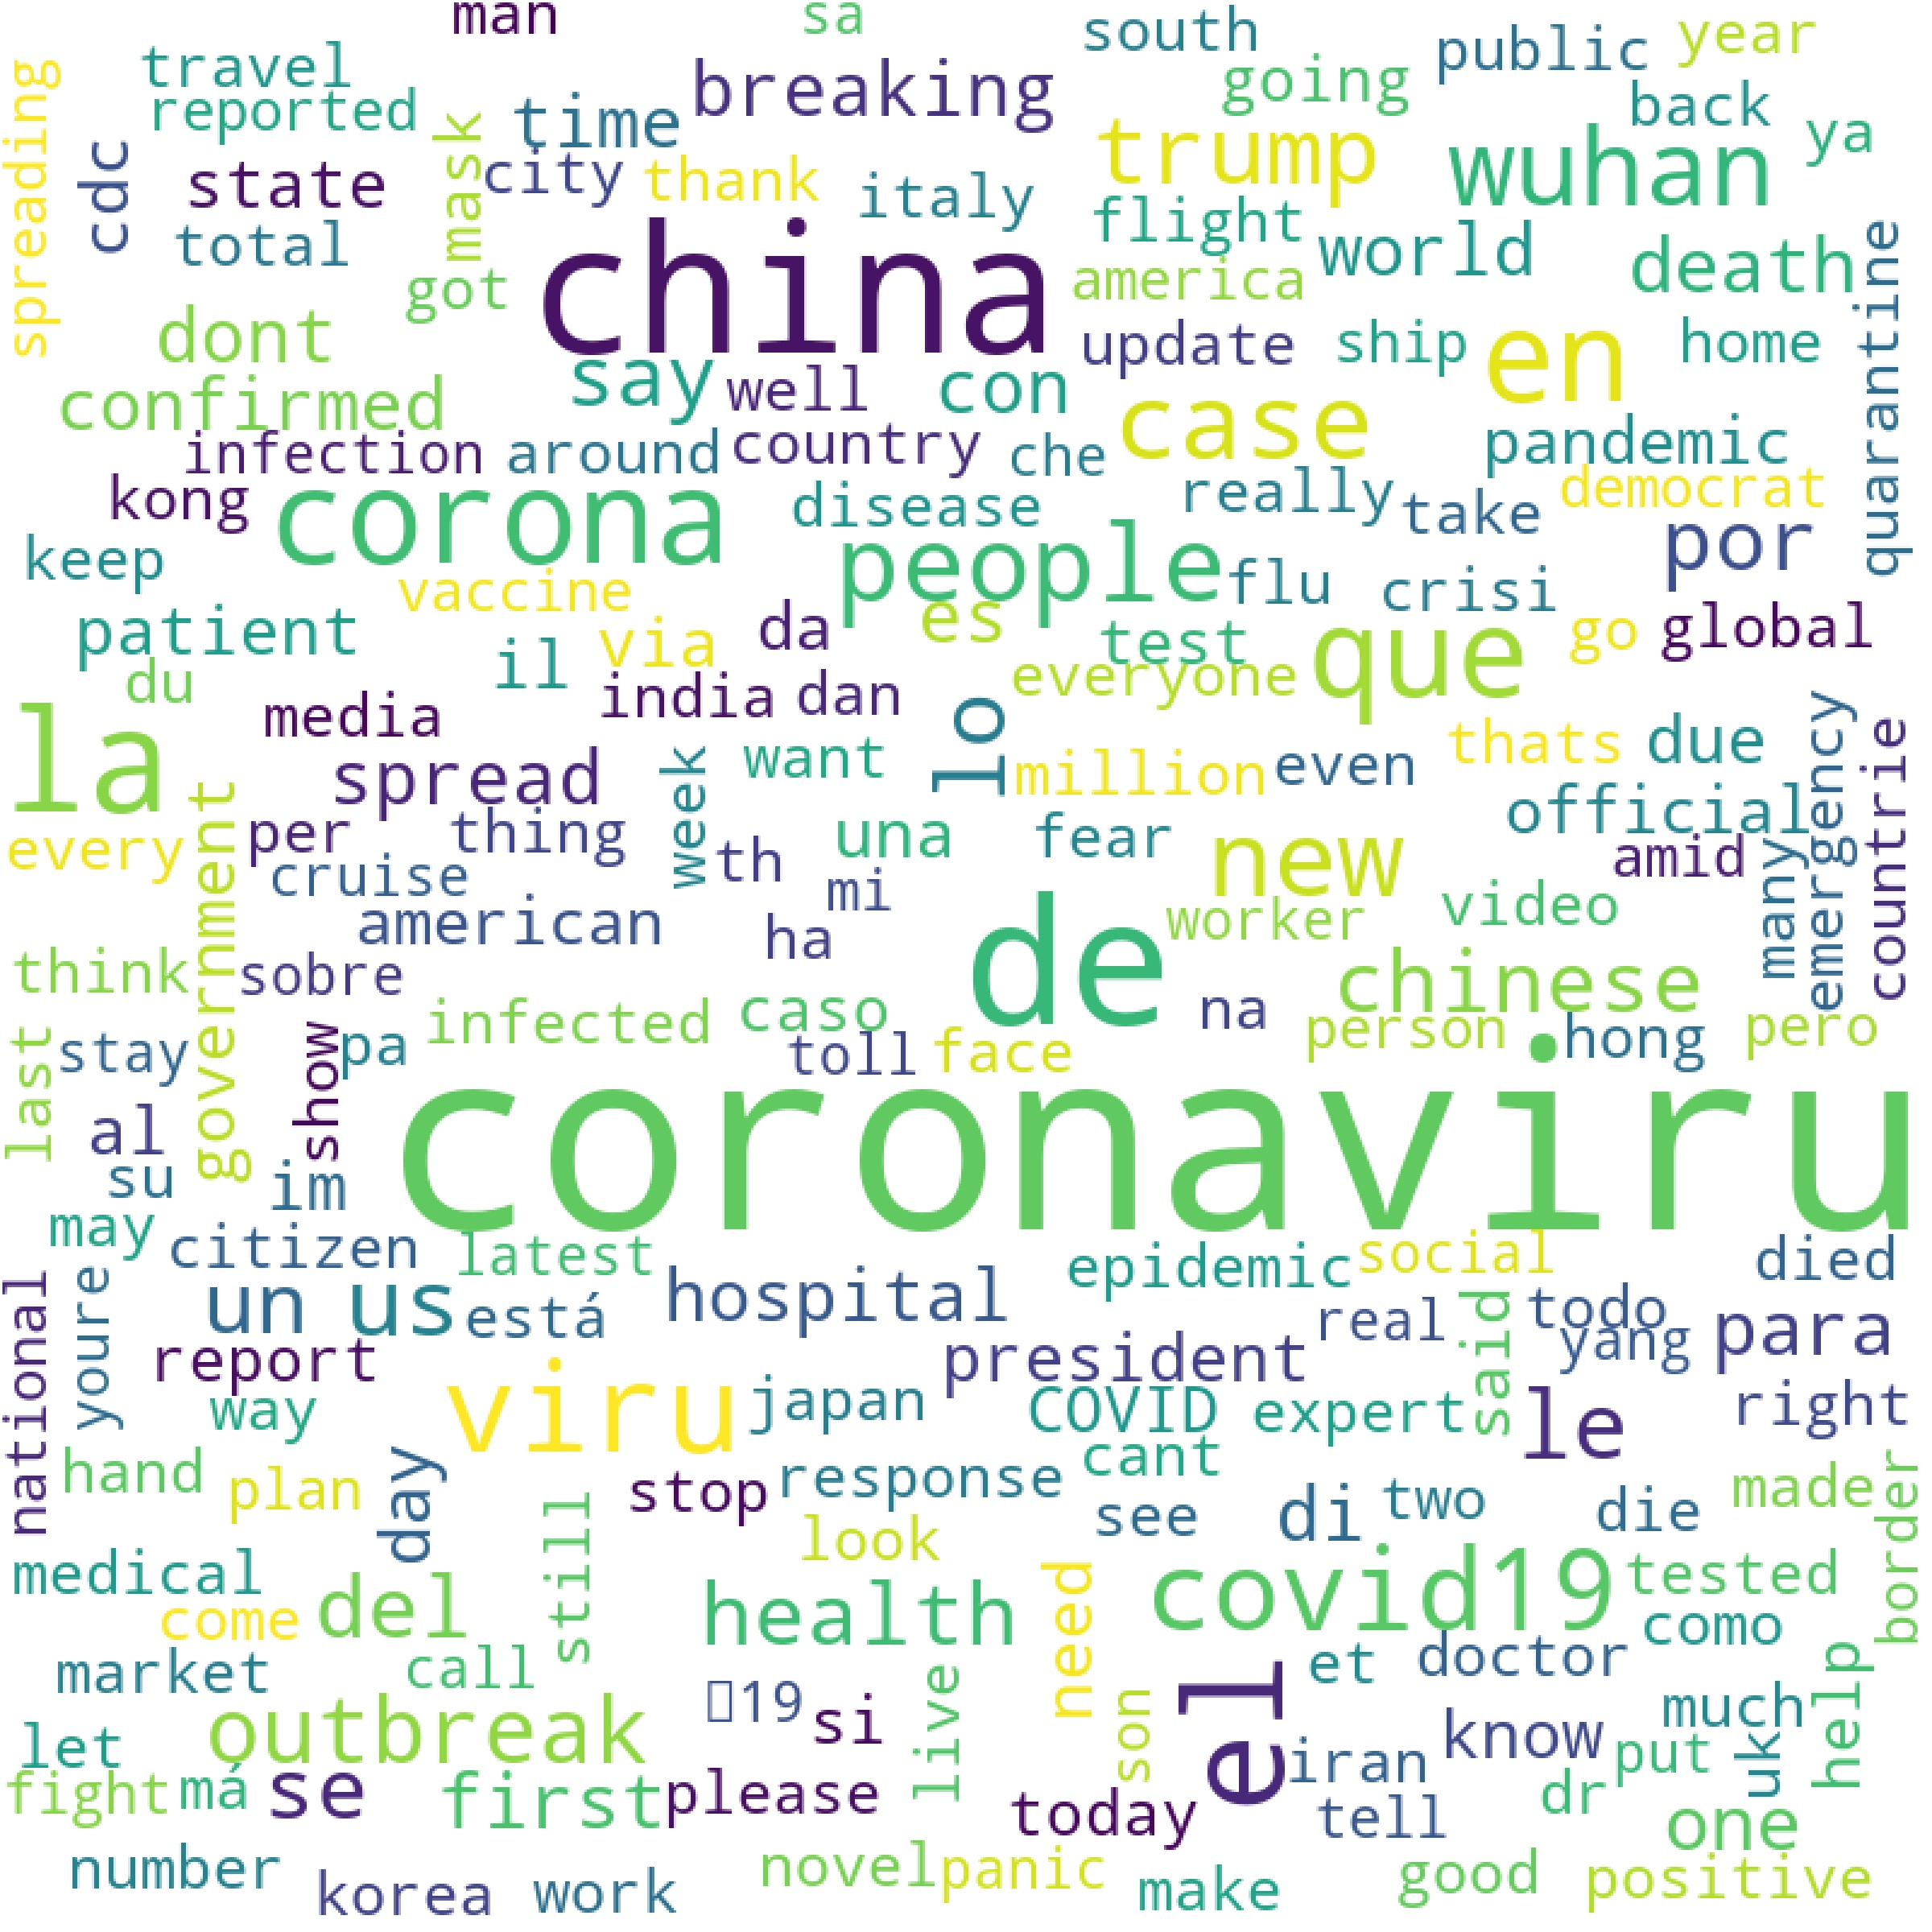 man
sa
south
public
year
travel
breaking
going
reported
time
back
spreading
cdc
mask
trump
wuhan
ya
state
city
thank
italy
flight
world
death
quarantine
total
china
america
got
dont
update
ship
en
home
say
well
con
confirmed
case
infection
around
country
che
pandemic
kong
corona
disease
really
take
democrat
por
keep
people
flu
crisi
vaccine
es
patient
il
via
da
test
que
go
global
du
everyone
media
india
dan
lo
la
want
thats
due
emergency
countrie
spread
week
million
even
official
government
every
per
thing
th
una
fear
new
amid
many
cruise
mi
american
ha
de
worker
video
think
sobre
chinese
infected
caso
na
person
hong
pero
last
stay
show
pa
toll
face
al
coronaviru
su
im
may
citizen
latest
epidemic
social
died
national
youre
un
us
está
hospital
real
said
todo
yang
para
report
president
way
viru
japan
COVID
expert
le
right
hand
plan
day
stop
response
cant
see
di
two
die
made
border
still
look
medical
del
health
need
covid19
tested
come
como
market
call
19
si
live
son
el
et
doctor
help
outbreak
much
let
iran
know
put
uk
fight
má
se
first
please
today
tell
dr
one
number
korea
work
novel
panic
make
good
positive